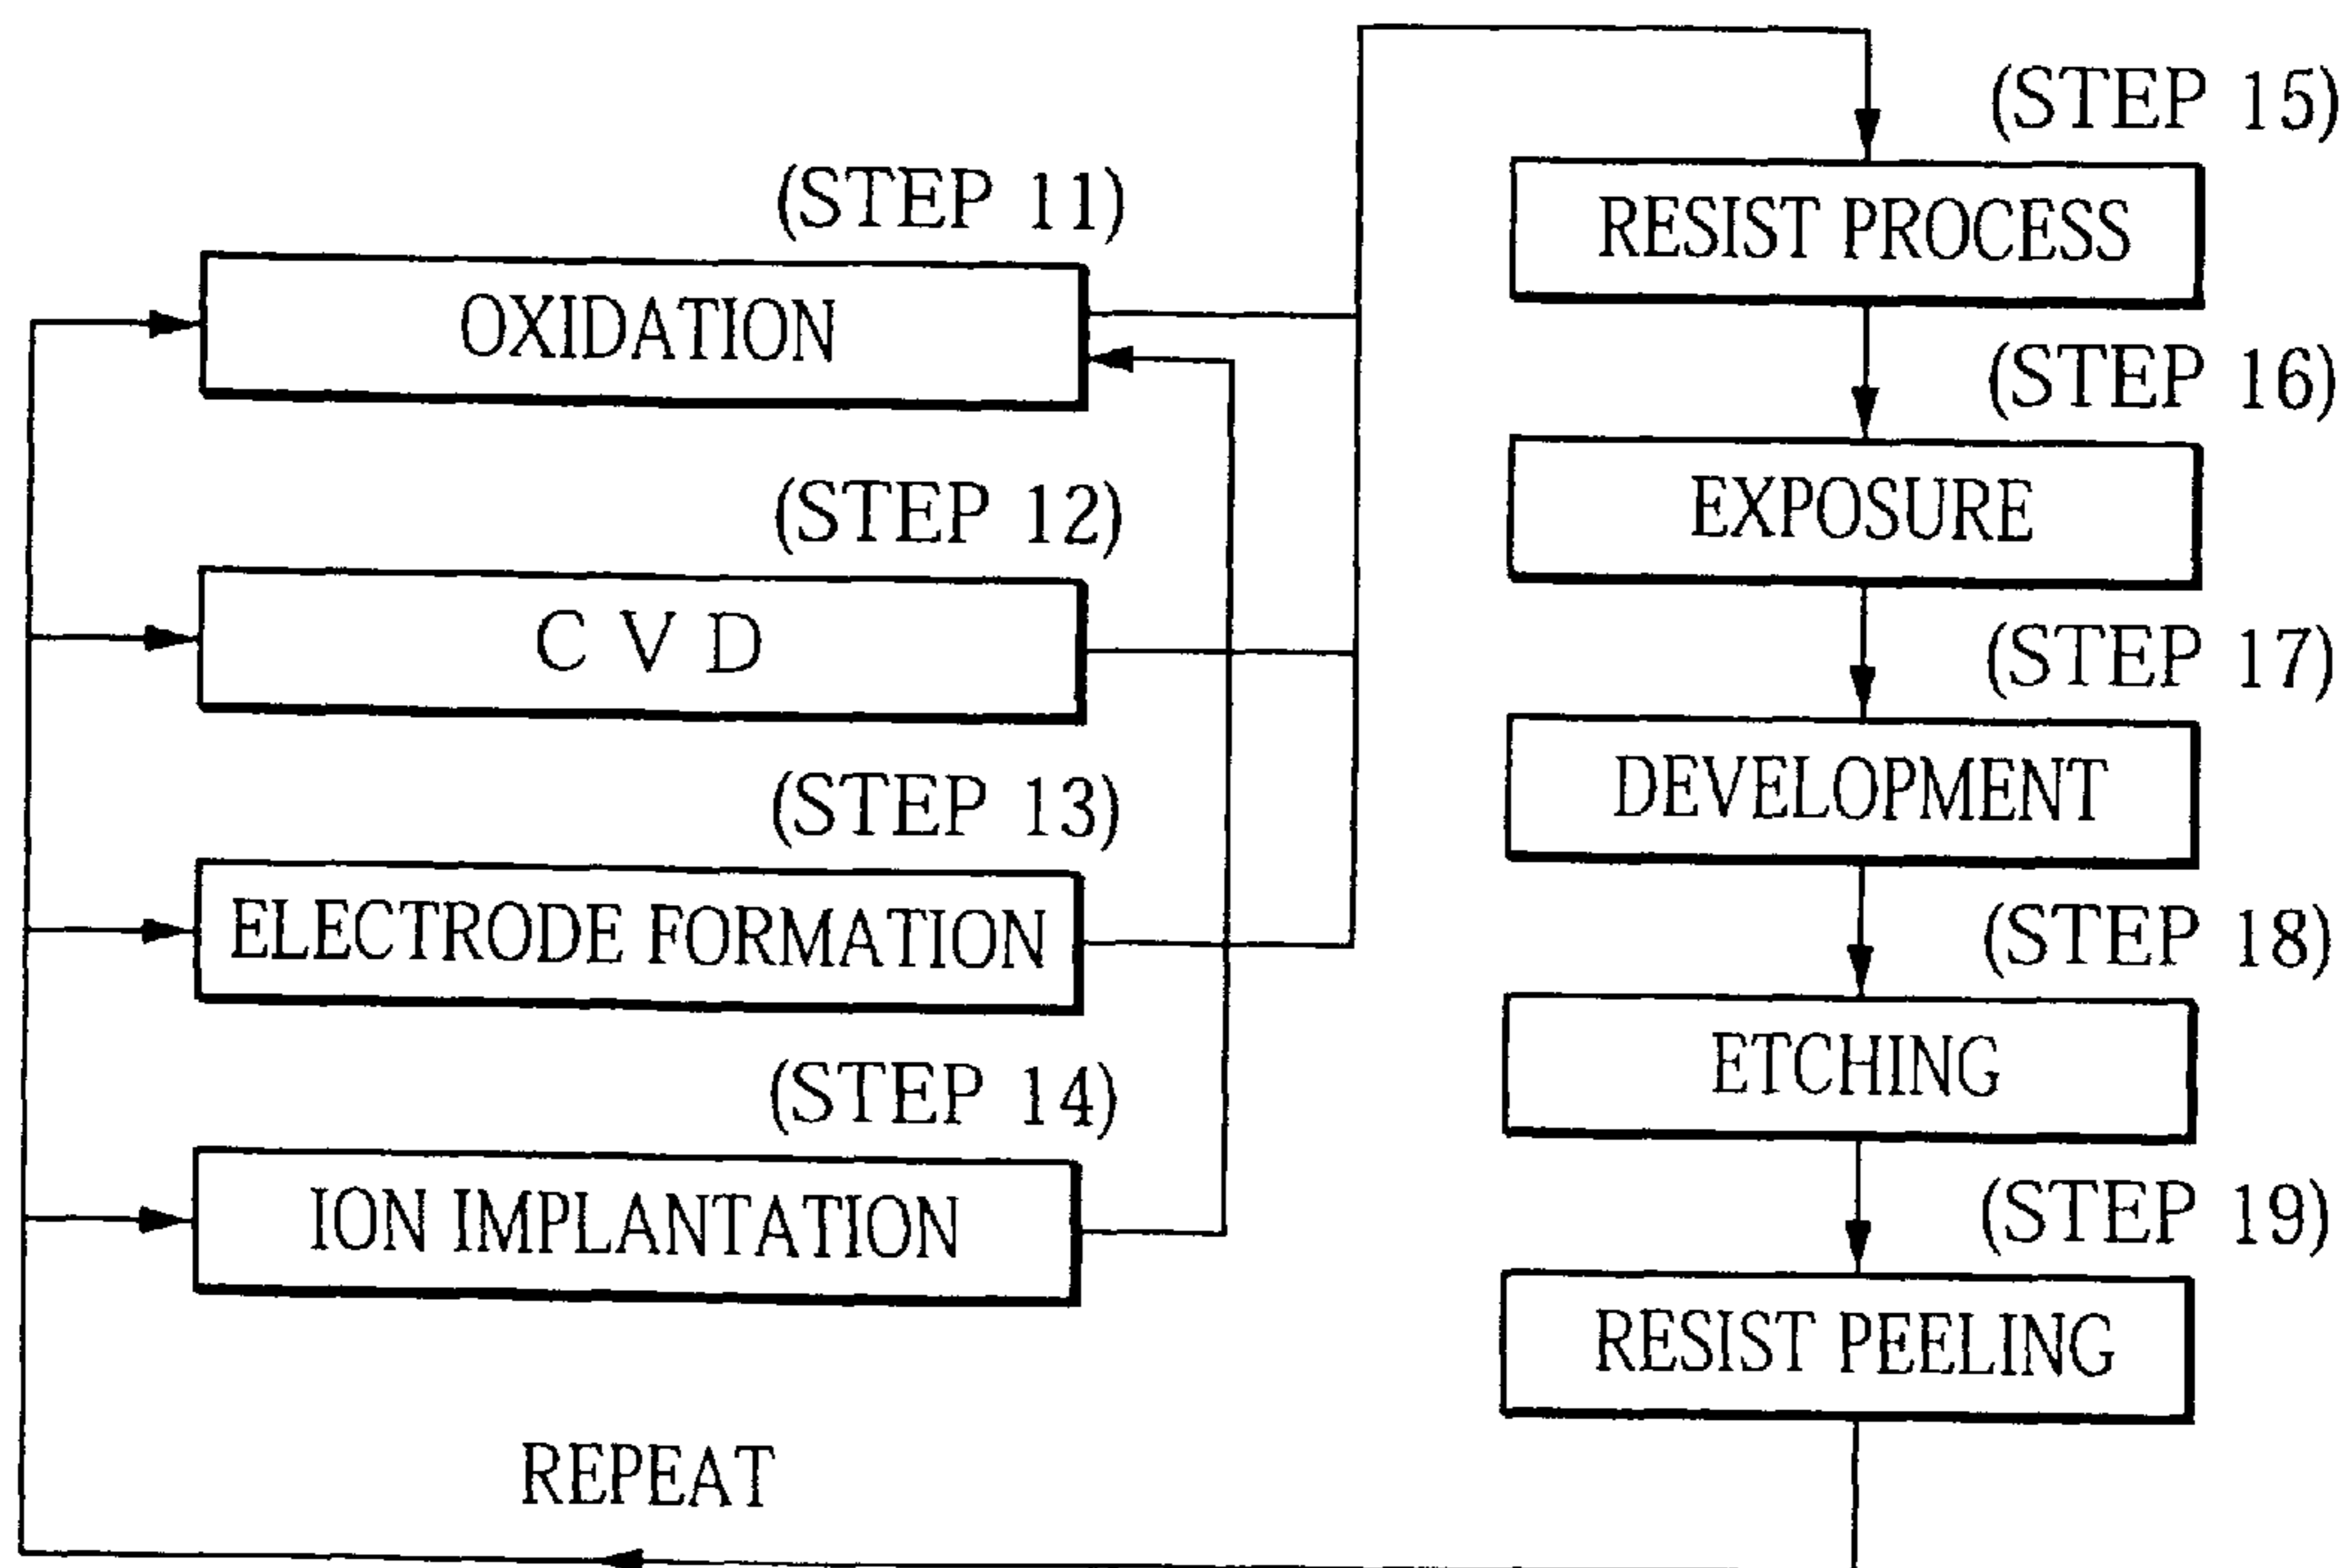 (STEP 11)
OXIDATION
(STEP 12)
C V D
(STEP 13)
ELECTRODE FORMATION
(STEP 14)
ION IMPLANTATION
REPEAT
(STEP 15)
RESIST PROCESS
(STEP 16)
EXPOSURE
(STEP 17)
DEVELOPMENT
(STEP 18)
ETCHING
(STEP 19)
RESIST PEELING